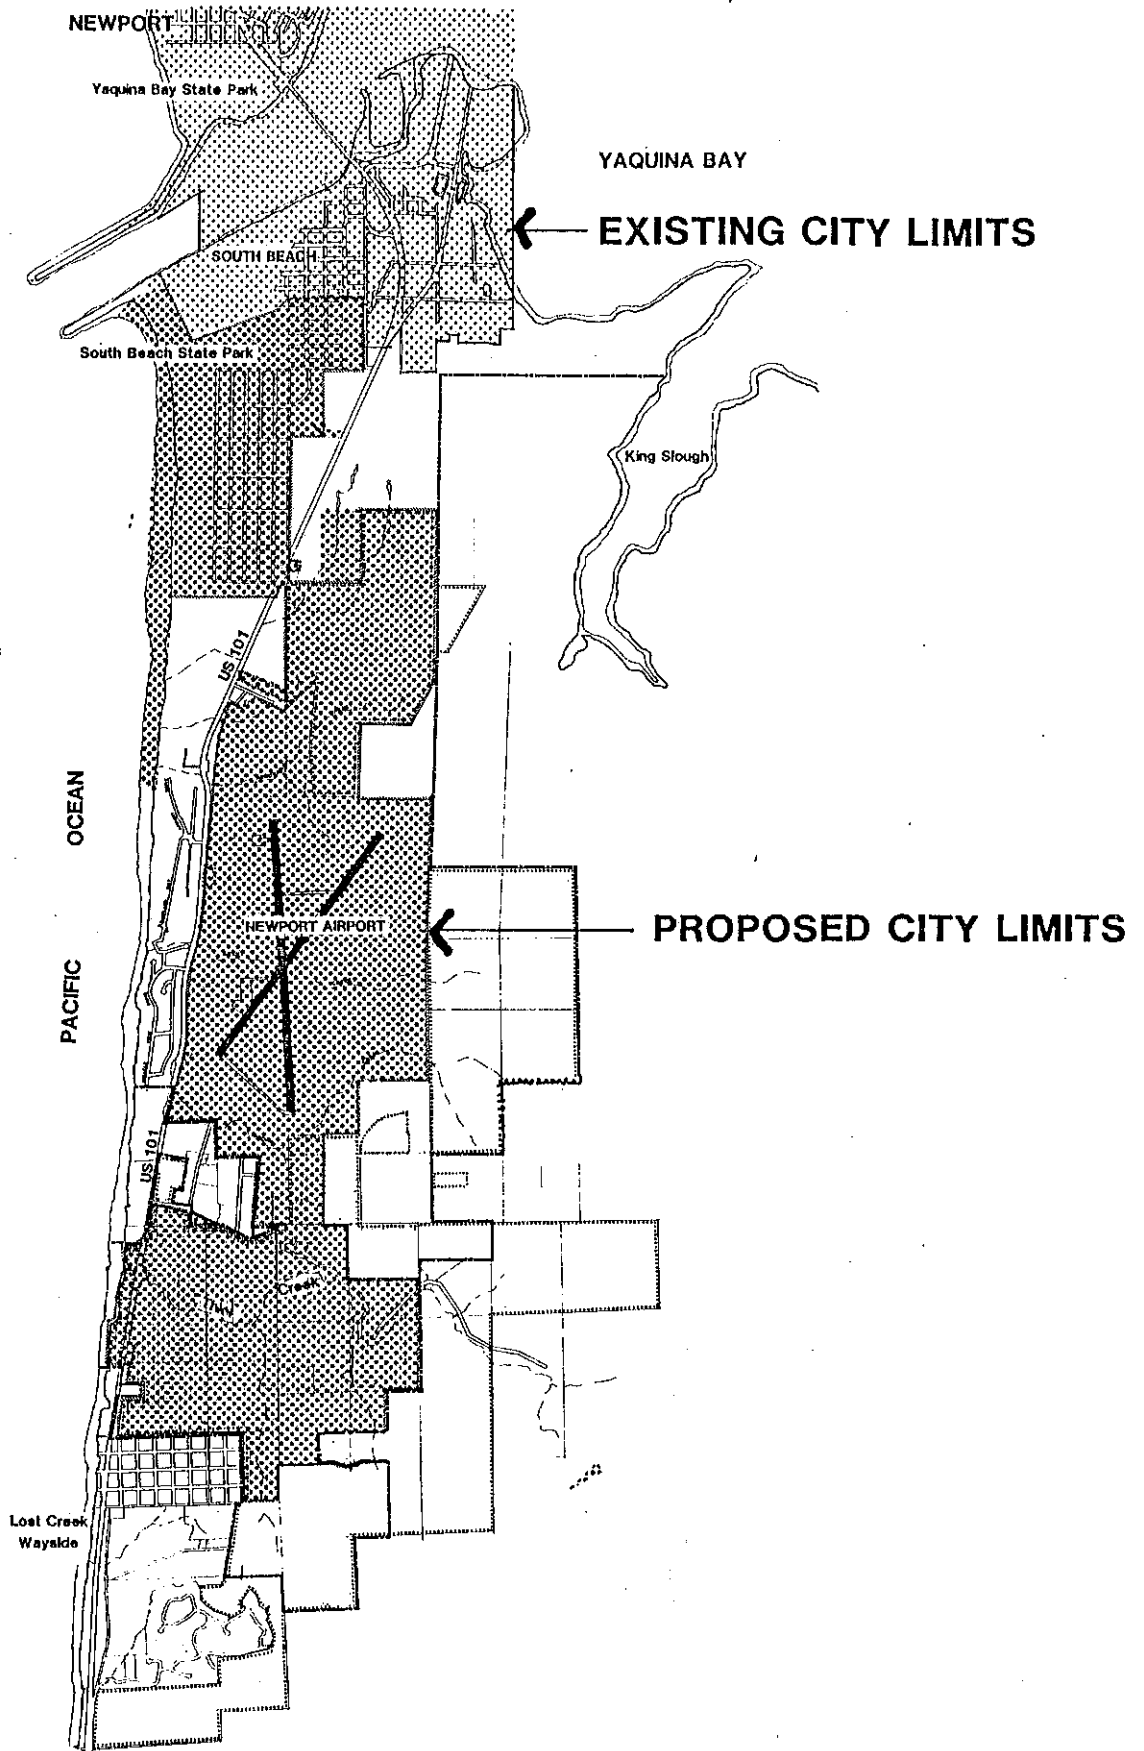 NEWPORT
Yaquina Bay State Park
YAQUINA BAY
EXISTING CITY LIMITS
SOUTH BEACH
South Beach State Park
King Slough
US 101
OCEAN
PACIFIC
NEWPORT AIRPORT
PROPOSED CITY LIMITS
US 101
Creek
Lost Creek
Wayside